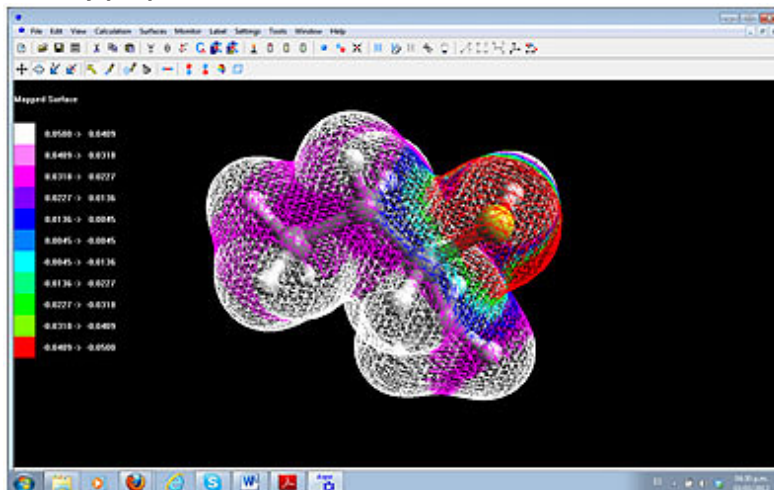 File Edit View Calculation Surfaces Monitor Label Settings Tools Window Help
Mapped Surface
0.0500 -> 0.0409
0.0409 -> 0.0318
0.0318 -> 0.0227
0.0227 -> 0.0136
0.0136 -> 0.0045
0.0045 -> -0.0045
-0.0045 -> -0.0136
-0.0136 -> -0.0227
-0.0227 -> -0.0318
-0.0318 -> -0.0409
-0.0409 -> -0.0500